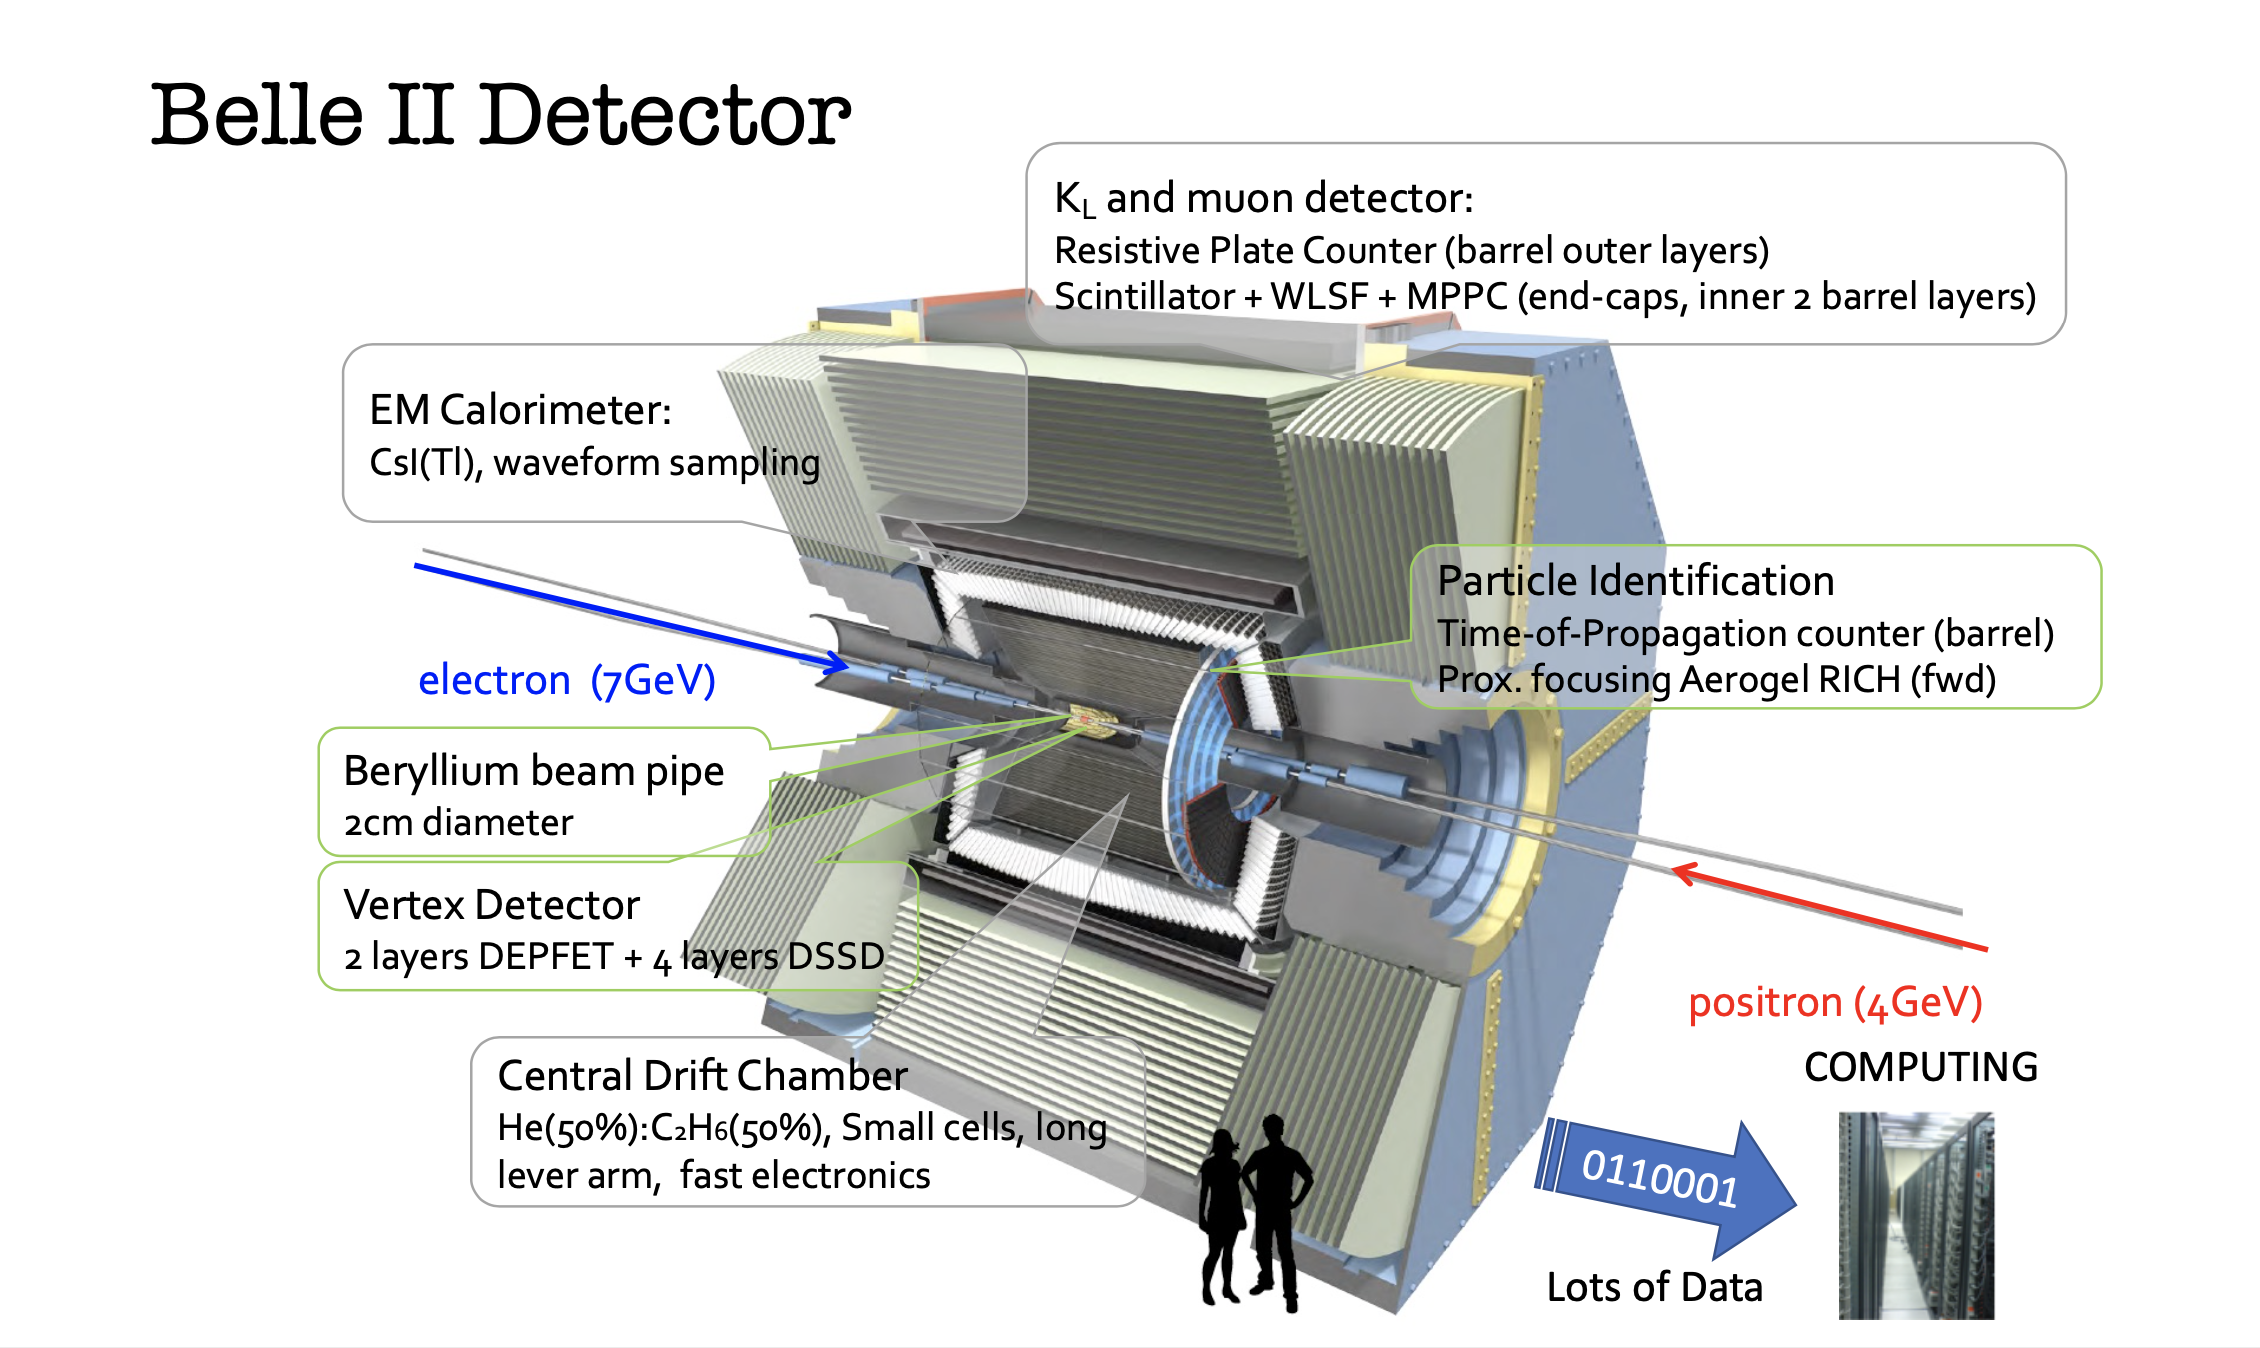 Belle II Detector
K_L and muon detector:
Resistive Plate Counter (barrel outer layers)
Scintillator + WLSF + MPPC (end-caps, inner 2 barrel layers)
EM Calorimeter:
CsI(Tl), waveform sampling
Particle Identification
Time-of-Propagation counter (barrel)
Prox. focusing Aerogel RICH (fwd)
electron (7GeV)
Beryllium beam pipe
2cm diameter
Vertex Detector
2 layers DEPFET + 4 layers DSSD
positron (4GeV)
Central Drift Chamber
He(50%):C₂H₆(50%), Small cells, long
lever arm, fast electronics
COMPUTING
0110001
Lots of Data